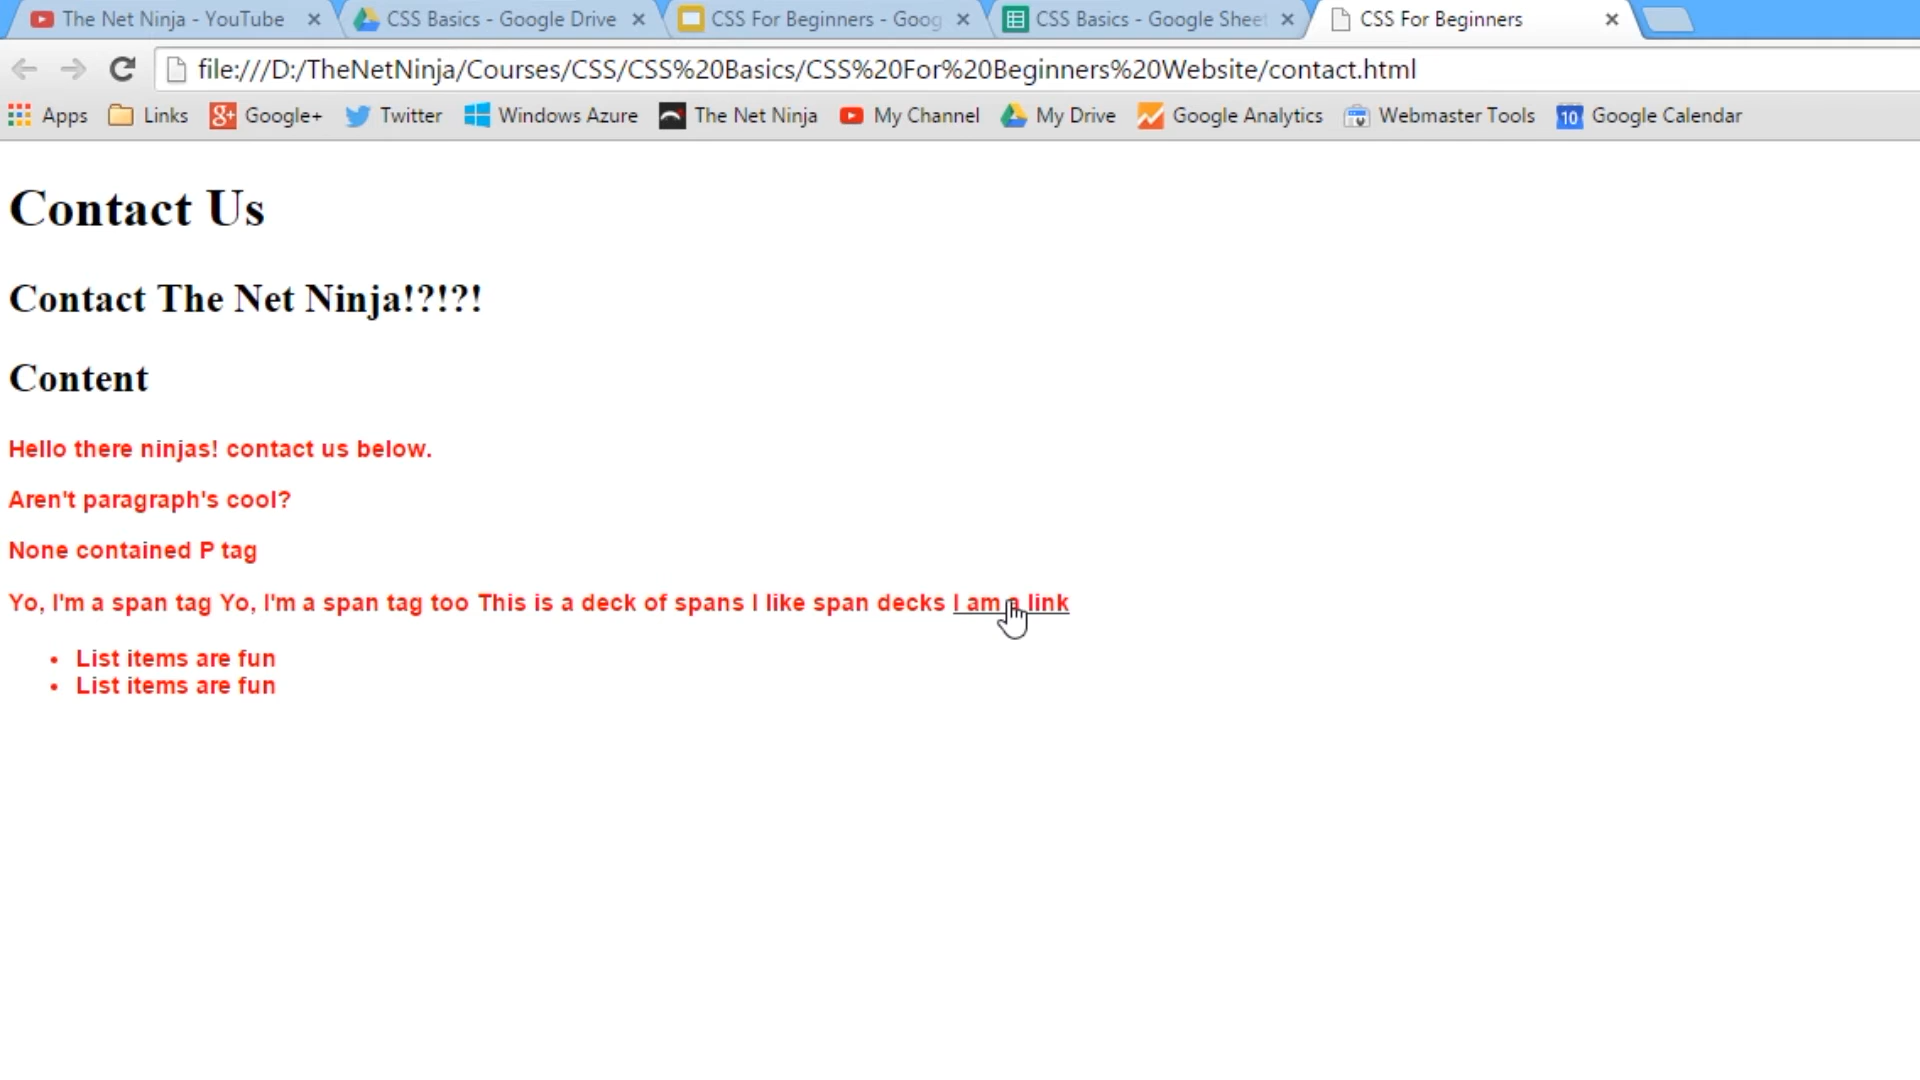 The Net Ninja - YouTube CSS Basics - Google Drive CSS For Beginners - Goog CSS Basics - Google Sheet CSS For Beginners
file:///D:/TheNetNinja/Courses/CSS/CSS%20Basics/CSS%20For%20Beginners%20Website/contact.html
Apps Links g+ Google+ Twitter Windows Azure The Net Ninja My Channel My Drive Google Analytics Webmaster Tools 10 Google Calendar
Contact Us
Contact The Net Ninja!?!?!
Content
Hello there ninjas! contact us below.
Aren't paragraph's cool?
None contained P tag
Yo, I'm a span tag Yo, I'm a span tag too This is a deck of spans I like span decks I am a link
• List items are fun
• List items are fun